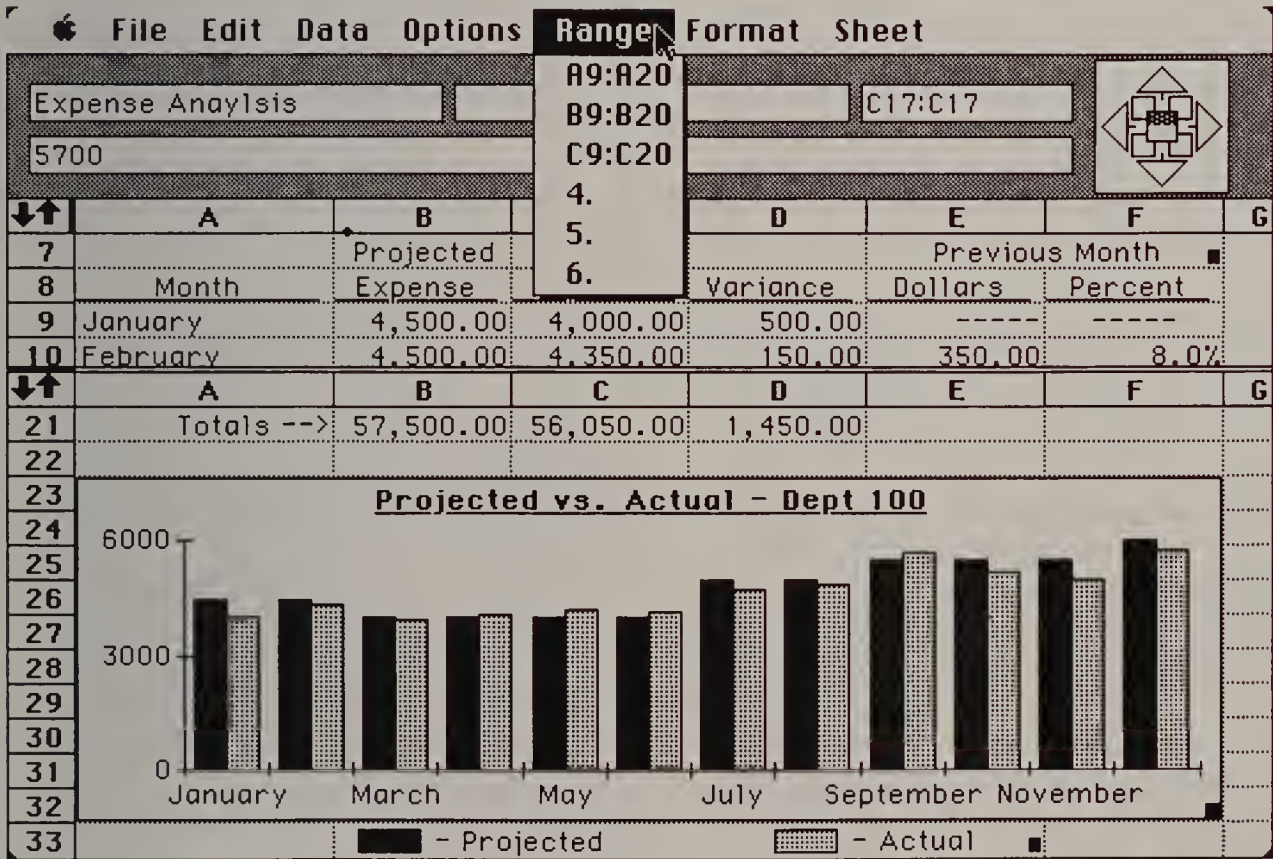 File Edit Data Options Range Format Sheet
A9:A20
B9:B20
C9:C20
4.
5.
6.
Expense Anaylsis C17:C17
5700
A B D E F G
7 Projected Previous Month
8 Month Expense Variance Dollars Percent
9 January 4,500.00 4,000.00 500.00 ----- -----
10 February 4,500.00 4,350.00 150.00 350.00 8.0%
A B C D E F G
21 Totals --> 57,500.00 56,050.00 1,450.00
22
23 Projected vs. Actual - Dept 100
24 6000
25
26
27
28 3000
29
30
31 0
32 January March May July September November
33 - Projected - Actual